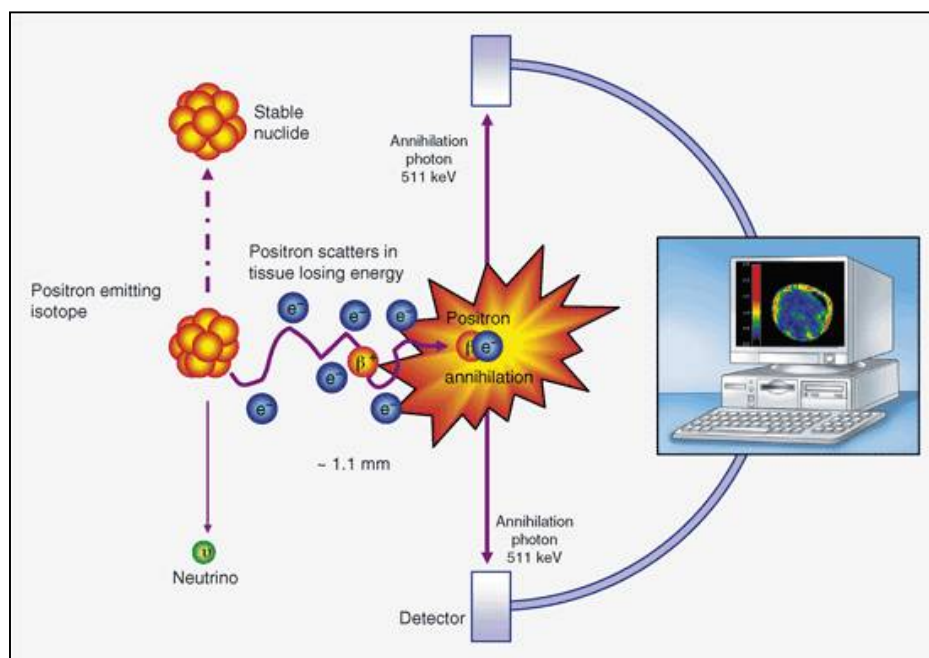 Stable
nuclide
Annihilation
photon
511 keV
Positron scatters in
tissue losing energy
Positron emitting
isotope
e⁻
e⁻
e⁻
Positron
β⁺
β
e⁻
e⁻
annihilation
e⁻
e⁻
~ 1.1 mm
Annihilation
photon
511 keV
υ
Neutrino
Detector